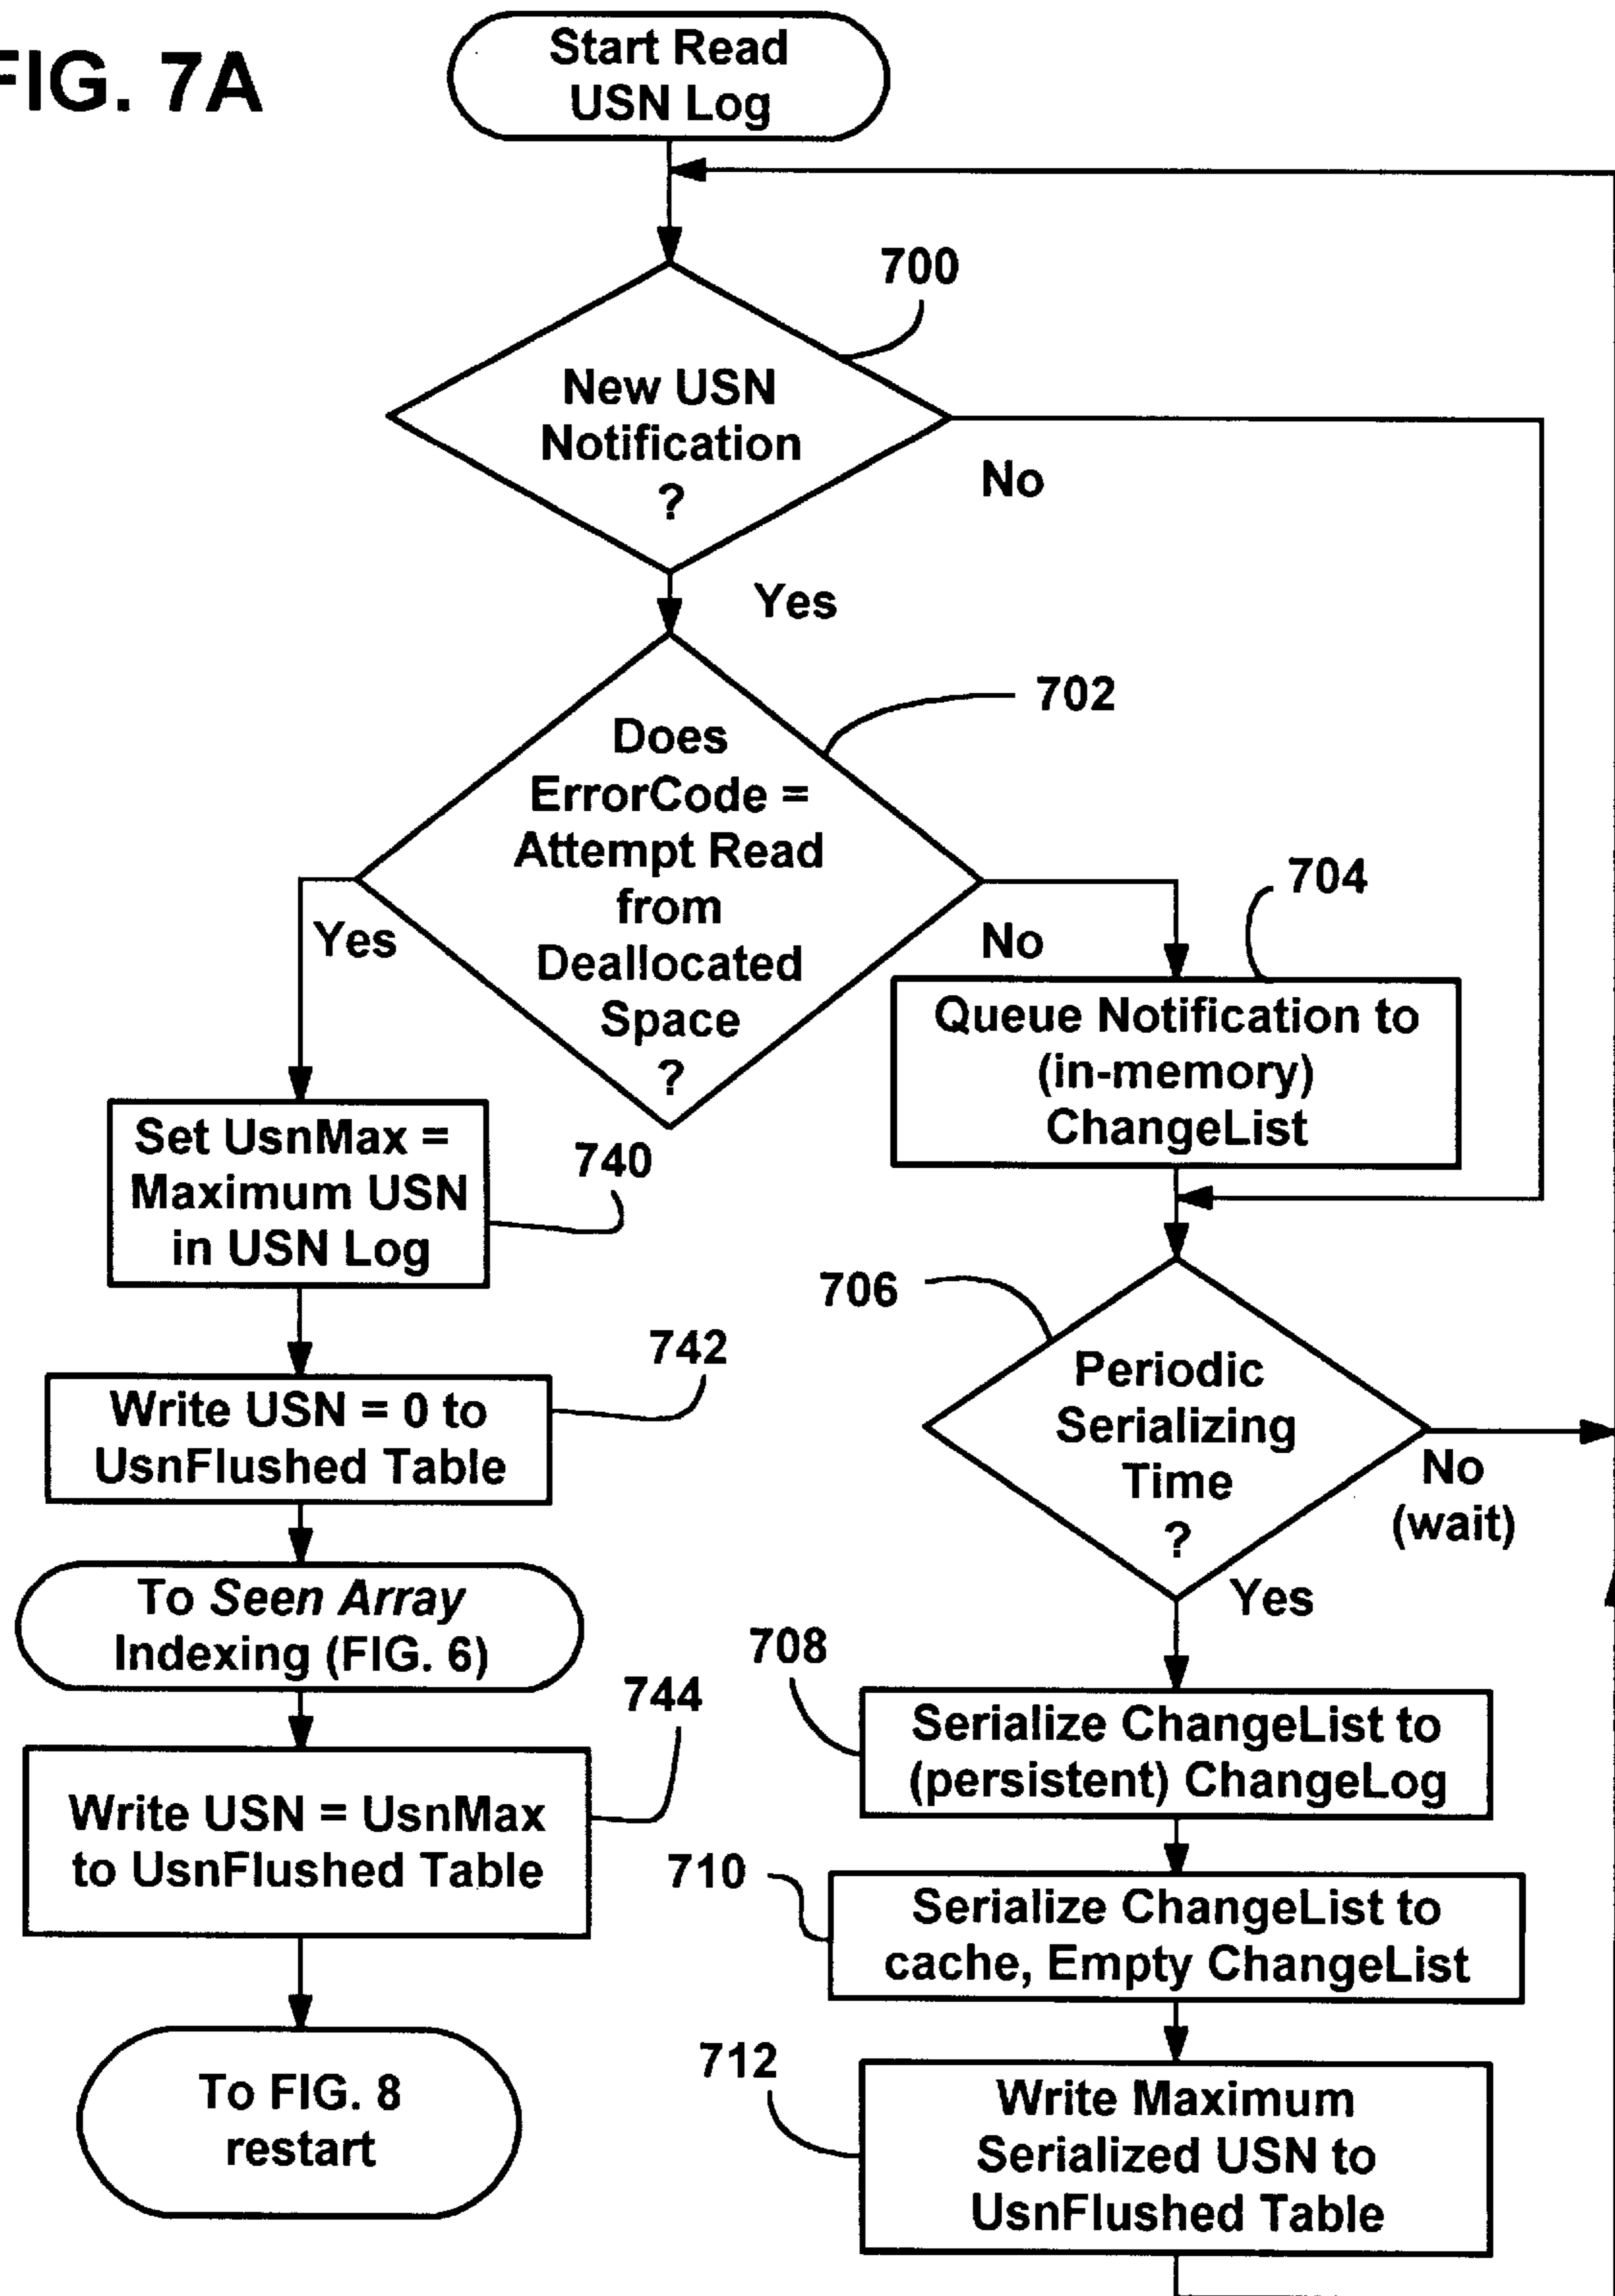 FIG. 7A
Start Read
USN Log
700
New USN
Notification
?
No
Yes
702
Does
ErrorCode =
Attempt Read
from
Deallocated
Space
?
Yes
No
704
Queue Notification to
(in-memory)
ChangeList
Set UsnMax =
Maximum USN
in USN Log
740
706
Periodic
Serializing
Time
?
No
(wait)
Yes
742
Write USN = 0 to
UsnFlushed Table
To Seen Array
Indexing (FIG. 6)
744
Write USN = UsnMax
to UsnFlushed Table
To FIG. 8
restart
708
Serialize ChangeList to
(persistent) ChangeLog
710
Serialize ChangeList to
cache, Empty ChangeList
712
Write Maximum
Serialized USN to
UsnFlushed Table